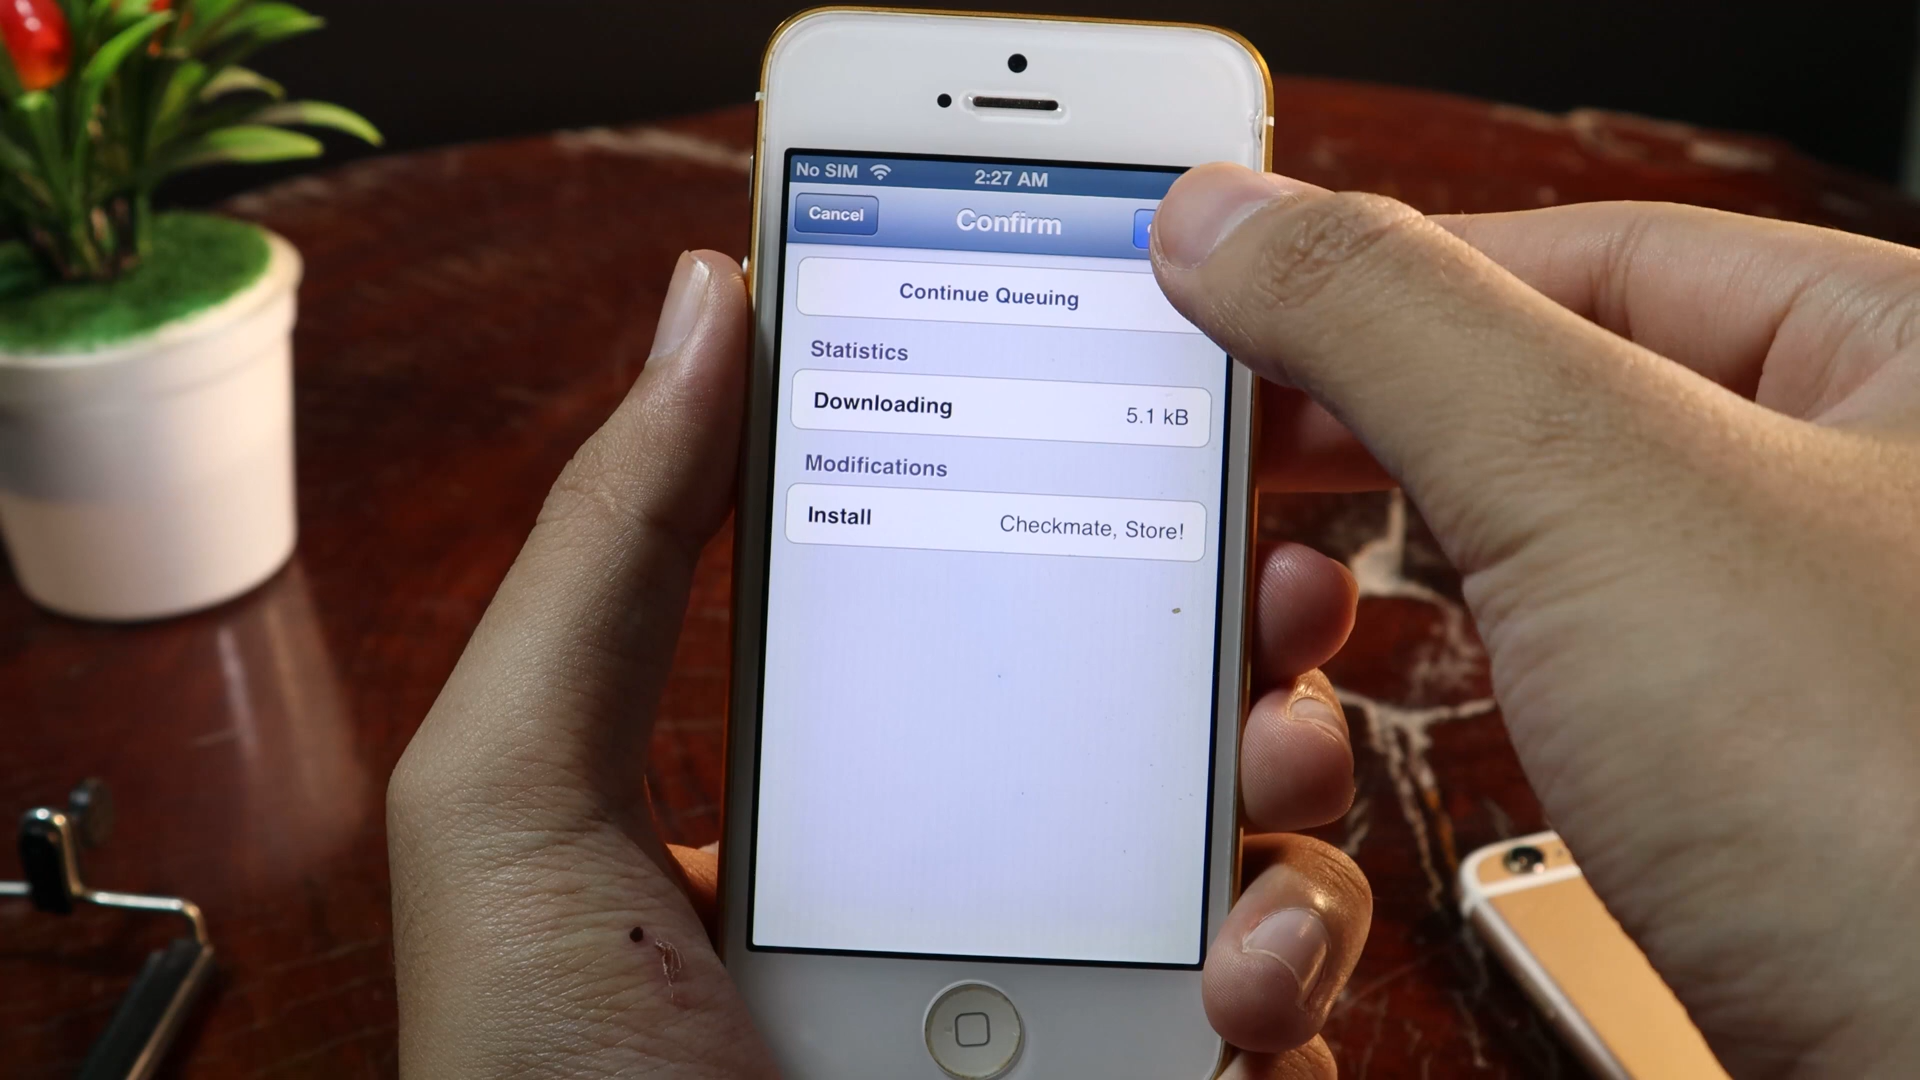 No SIM 2:27 AM
Cancel Confirm
Continue Queuing
Statistics
Downloading 5.1 kB
Modifications
Install Checkmate, Store!